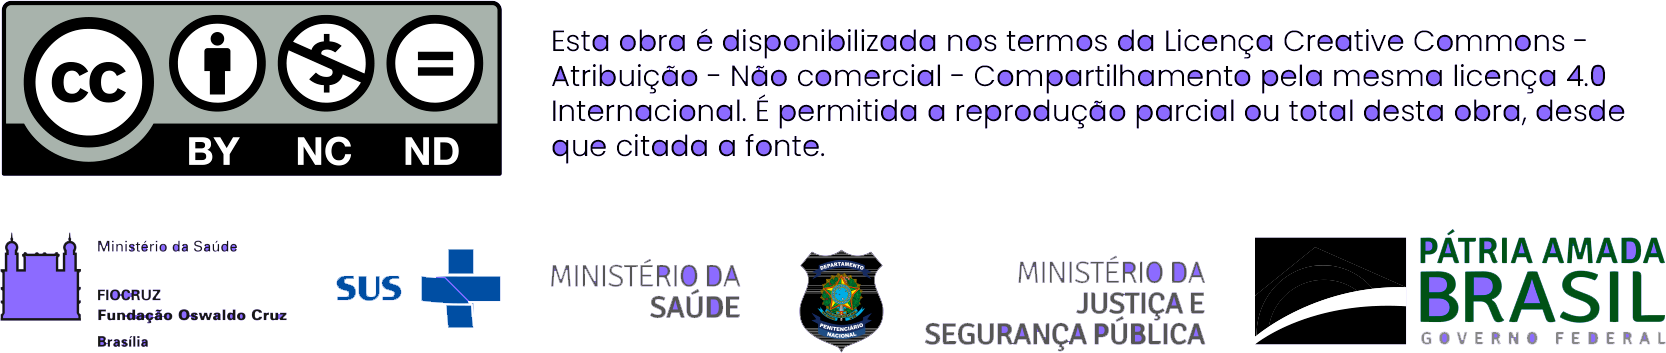 CC
BY NC ND
Esta obra é disponibilizada nos termos da Licença Creative Commons -
Atribuição - Não comercial - Compartilhamento pela mesma licença 4.0
Internacional. É permitida a reprodução parcial ou total desta obra, desde
que citada a fonte.
Ministério da Saúde
FIOCRUZ
Fundação Oswaldo Cruz
Brasília
SUS
MINISTÉRIO DA
SAÚDE
DEPARTAMENTO
PENITENCIÁRIO
NACIONAL
MINISTÉRIO DA
JUSTIÇA E
SEGURANÇA PÚBLICA
PÁTRIA AMADA
BRASIL
GOVERNO FEDERAL